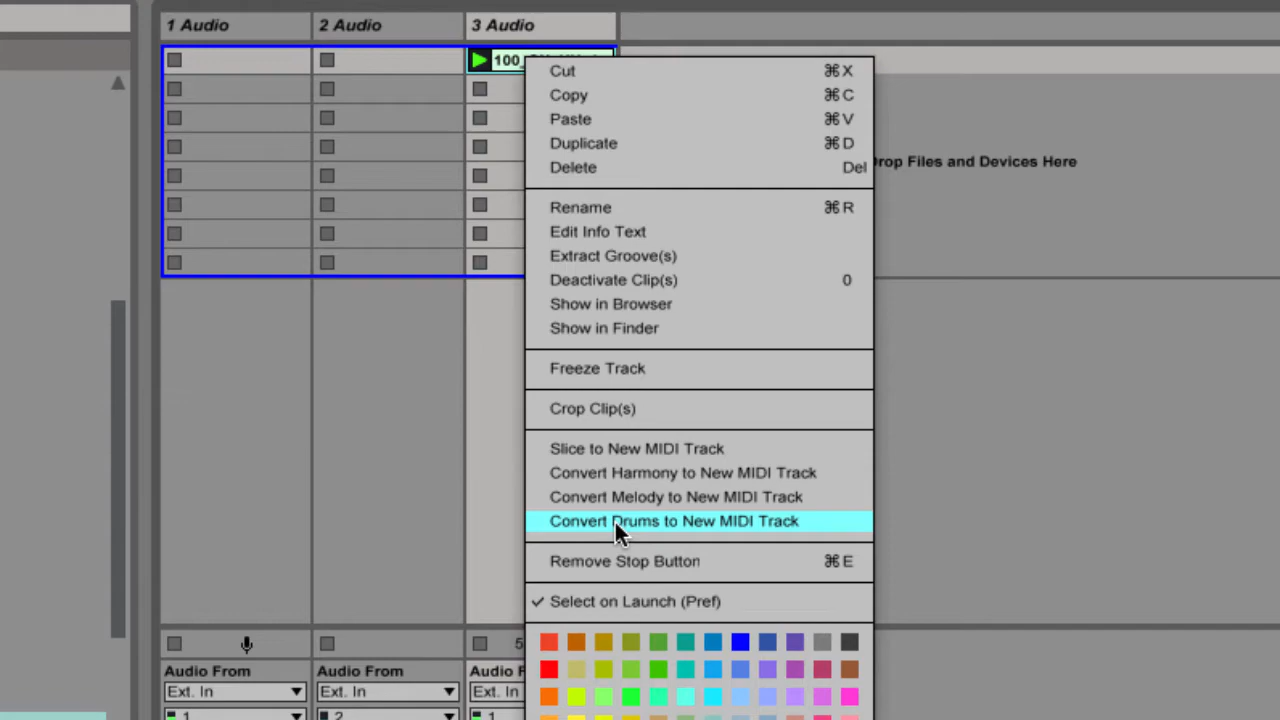 1 Audio
2 Audio
3 Audio
100_
Cut ⌘X
Copy ⌘C
Paste ⌘V
Duplicate ⌘D
Delete Del
Drop Files and Devices Here
Rename ⌘R
Edit Info Text
Extract Groove(s)
Deactivate Clip(s) 0
Show in Browser
Show in Finder
Freeze Track
Crop Clip(s)
Slice to New MIDI Track
Convert Harmony to New MIDI Track
Convert Melody to New MIDI Track
Convert Drums to New MIDI Track
Remove Stop Button ⌘E
Select on Launch (Pref)
5
Audio From
Audio From
Audio F
Ext. In
Ext. In
Ext. In
1
2
1